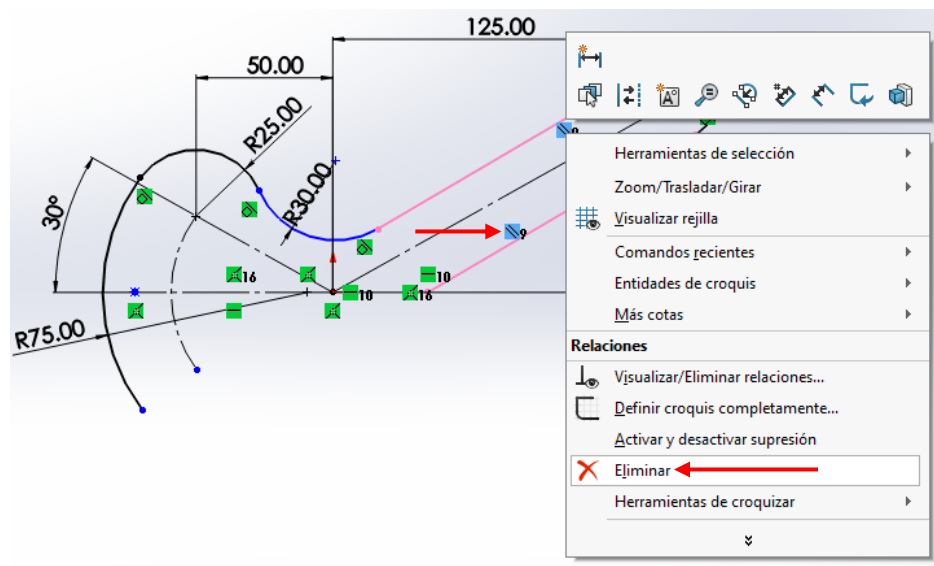 125.00
50.00
R25.00
R30.00
30°
9
9
16
10
10
16
R75.00
Herramientas de selección
Zoom/Trasladar/Girar
Visualizar rejilla
Comandos recientes
Entidades de croquis
Más cotas
Relaciones
Visualizar/Eliminar relaciones...
Definir croquis completamente...
Activar y desactivar supresión
Eliminar
Herramientas de croquizar